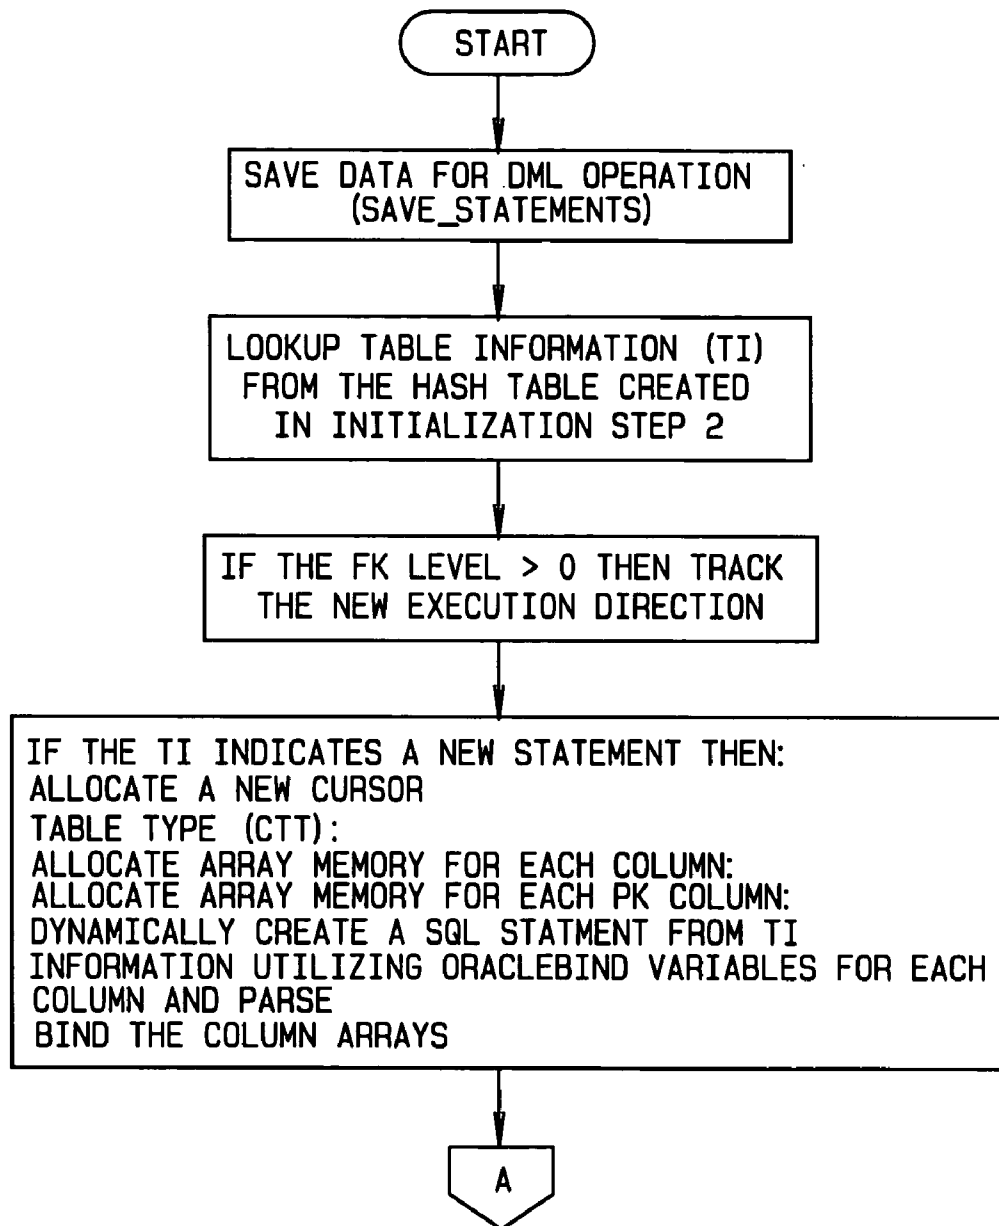 START
SAVE DATA FOR DML OPERATION
(SAVE_STATEMENTS)
LOOKUP TABLE INFORMATION (TI)
FROM THE HASH TABLE CREATED
IN INITIALIZATION STEP 2
IF THE FK LEVEL > 0 THEN TRACK
THE NEW EXECUTION DIRECTION
IF THE TI INDICATES A NEW STATEMENT THEN:
ALLOCATE A NEW CURSOR
TABLE TYPE (CTT):
ALLOCATE ARRAY MEMORY FOR EACH COLUMN:
ALLOCATE ARRAY MEMORY FOR EACH PK COLUMN:
DYNAMICALLY CREATE A SQL STATMENT FROM TI
INFORMATION UTILIZING ORACLEBIND VARIABLES FOR EACH
COLUMN AND PARSE
BIND THE COLUMN ARRAYS
A